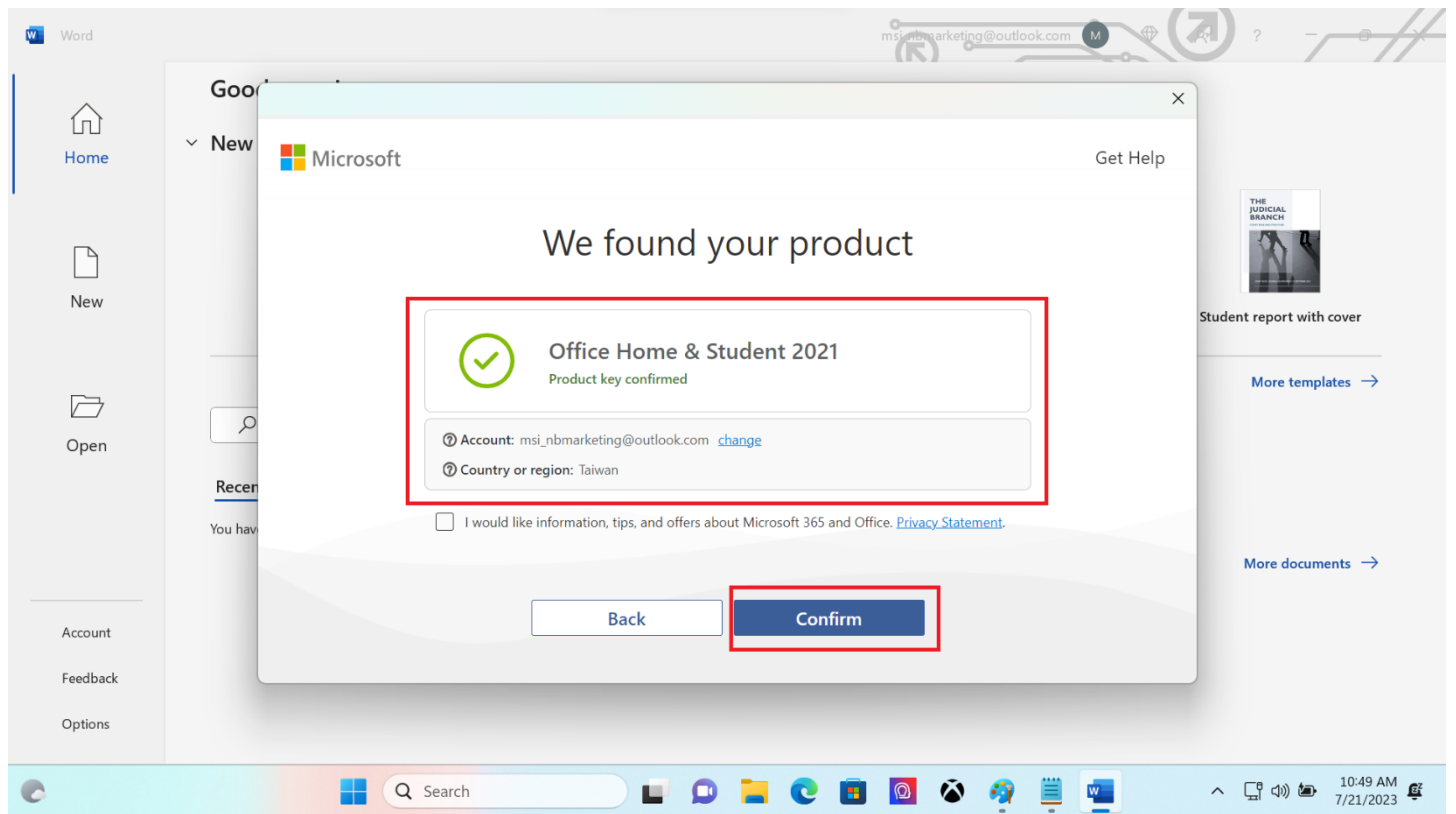 Word
msi_nbmarketing@outlook.com
M
?
Home
New
Open
Account
Feedback
Options
New
Recen
You hav
Microsoft
Get Help
We found your product
Office Home & Student 2021
Product key confirmed
Account: msi_nbmarketing@outlook.com change
Country or region: Taiwan
I would like information, tips, and offers about Microsoft 365 and Office. Privacy Statement.
Back
Confirm
THE
JUDICIAL
BRANCH
Student report with cover
More templates
More documents
Search
10:49 AM
7/21/2023